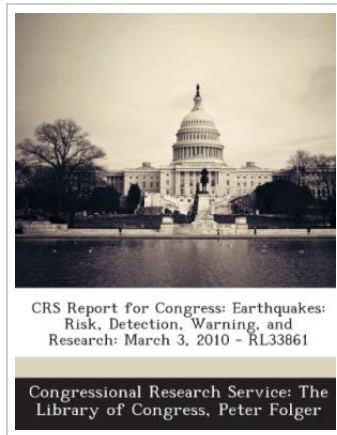 CRS Report for Congress: Earthquakes:
Risk, Detection, Warning, and
Research: March 3, 2010 - RL33861
Congressional Research Service: The
Library of Congress, Peter Folger